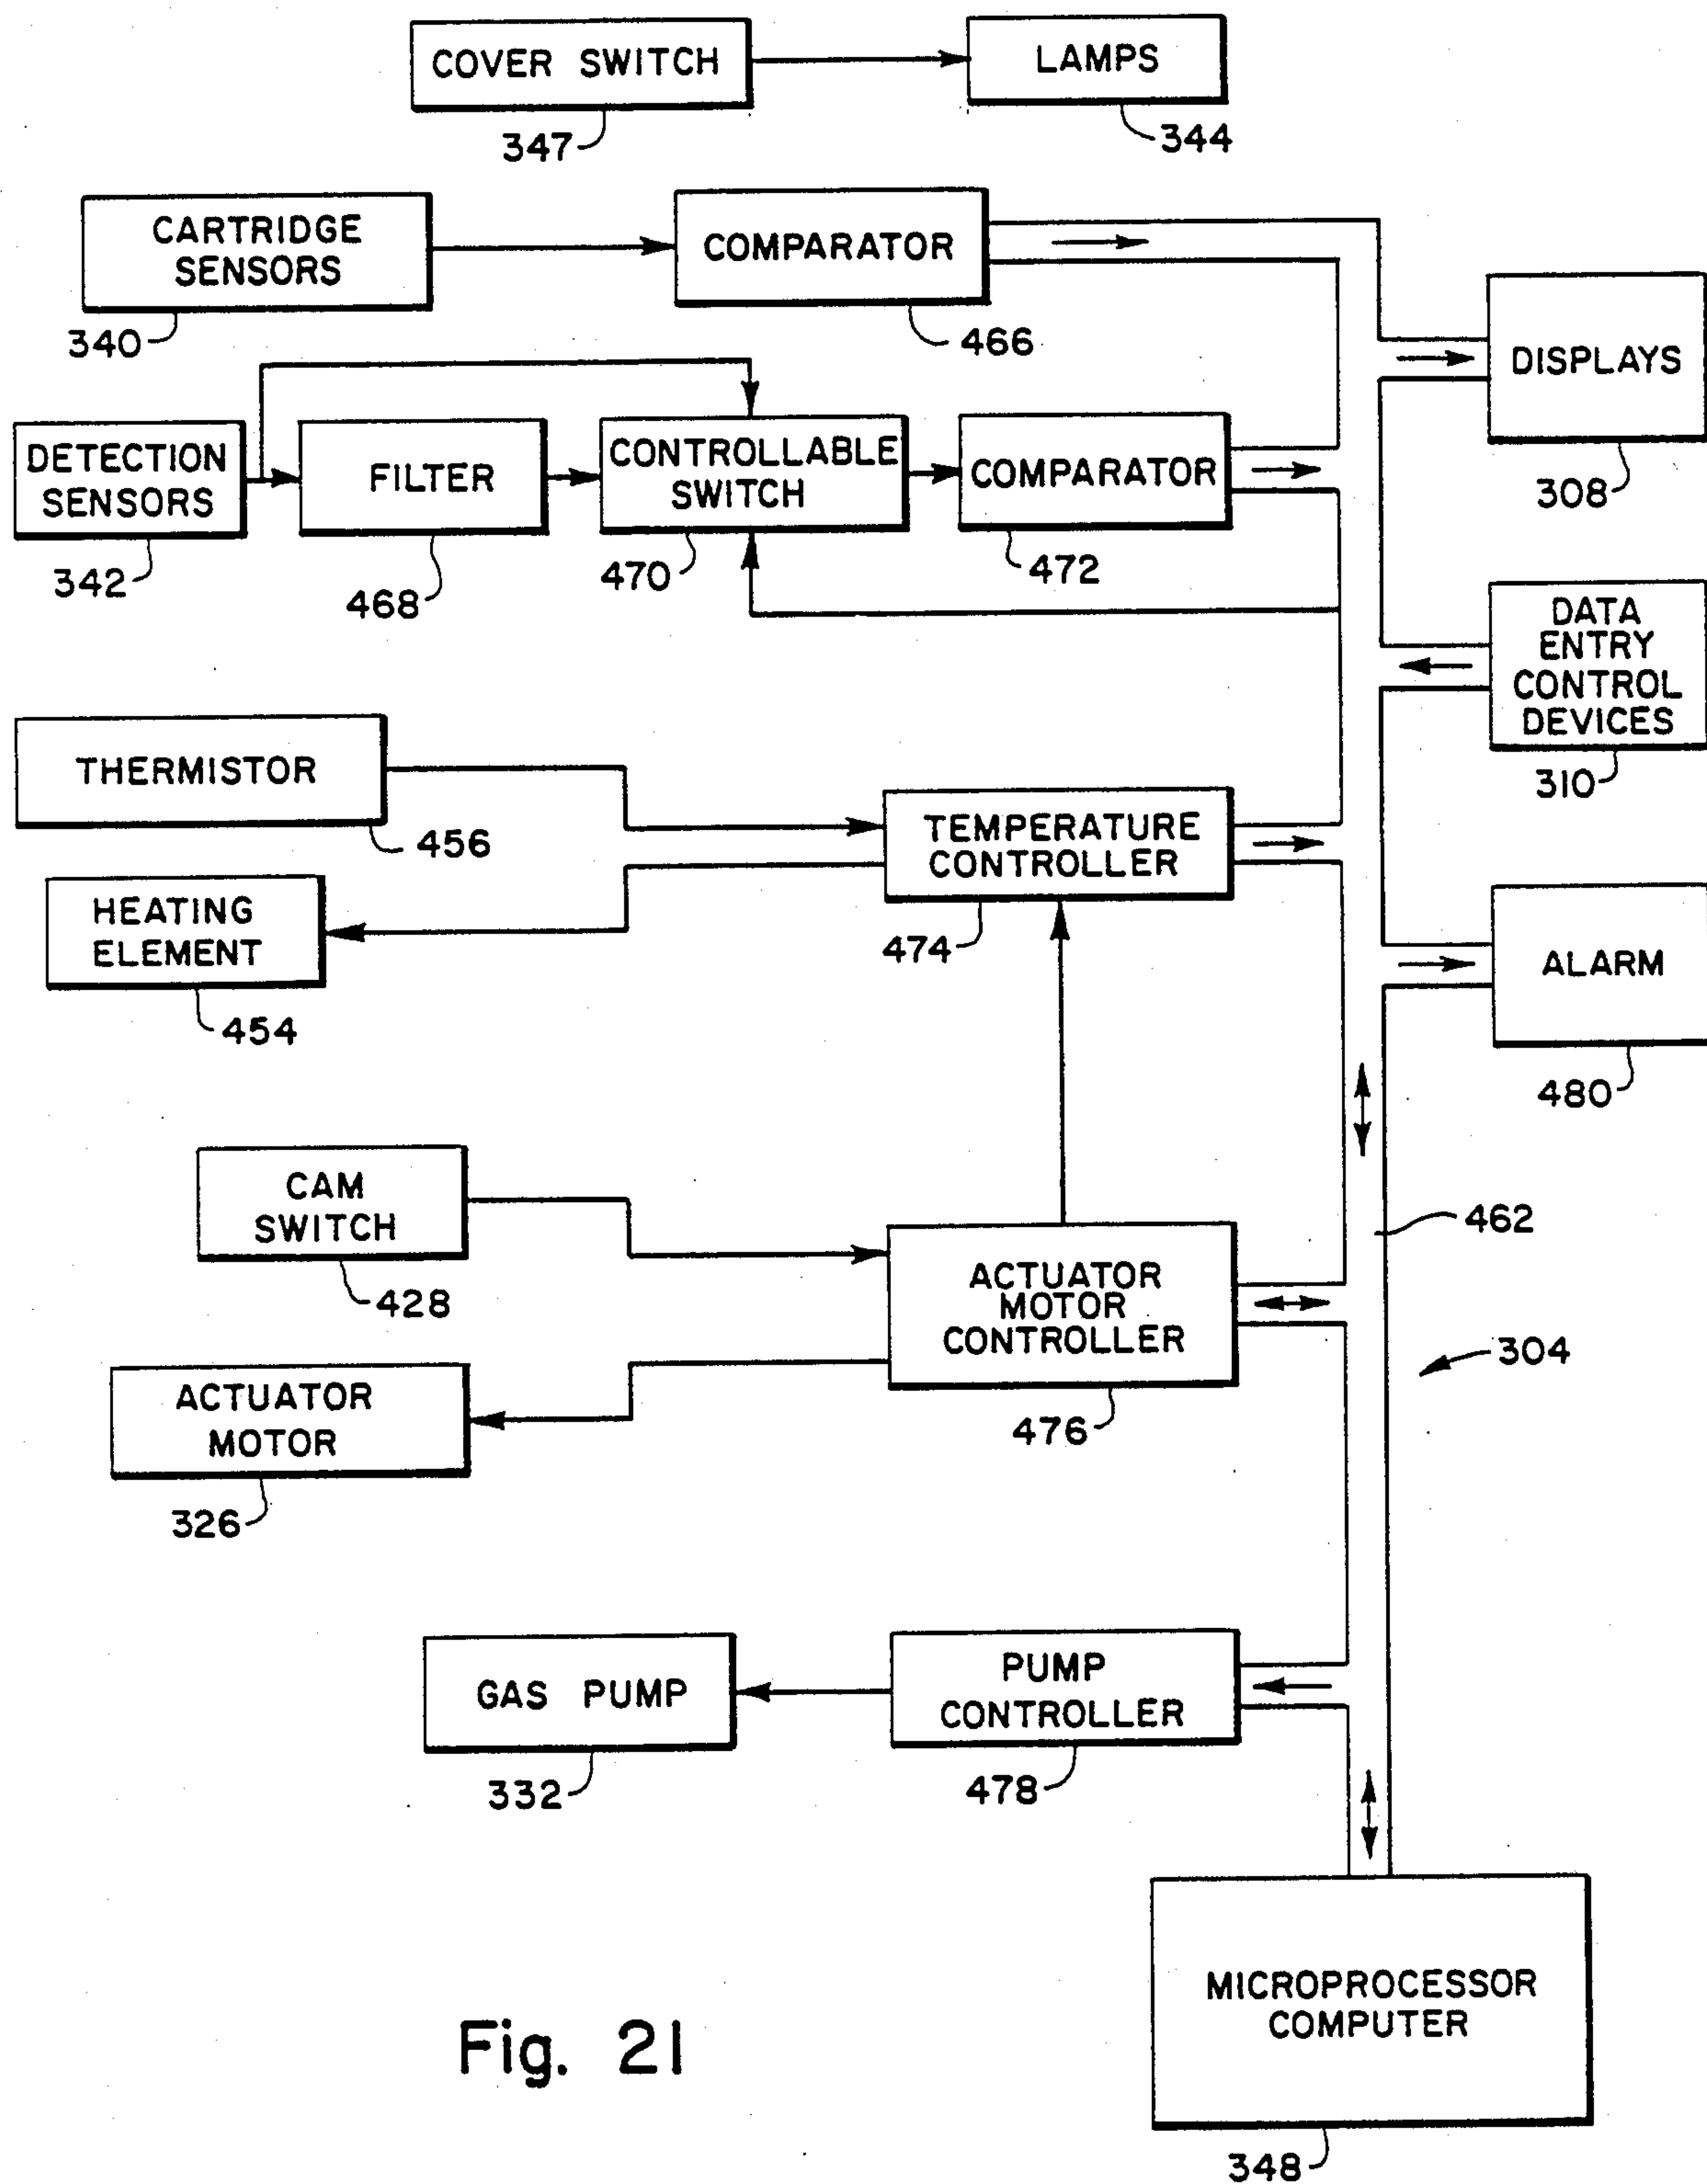 COVER SWITCH
347
LAMPS
344
CARTRIDGE
SENSORS
340
COMPARATOR
466
DISPLAYS
308
DETECTION
SENSORS
342
FILTER
468
CONTROLLABLE
SWITCH
470
COMPARATOR
472
DATA
ENTRY
CONTROL
DEVICES
310
THERMISTOR
456
TEMPERATURE
CONTROLLER
474
HEATING
ELEMENT
454
ALARM
480
CAM
SWITCH
428
462
ACTUATOR
MOTOR
CONTROLLER
476
304
ACTUATOR
MOTOR
326
GAS PUMP
332
PUMP
CONTROLLER
478
MICROPROCESSOR
COMPUTER
348
Fig. 21